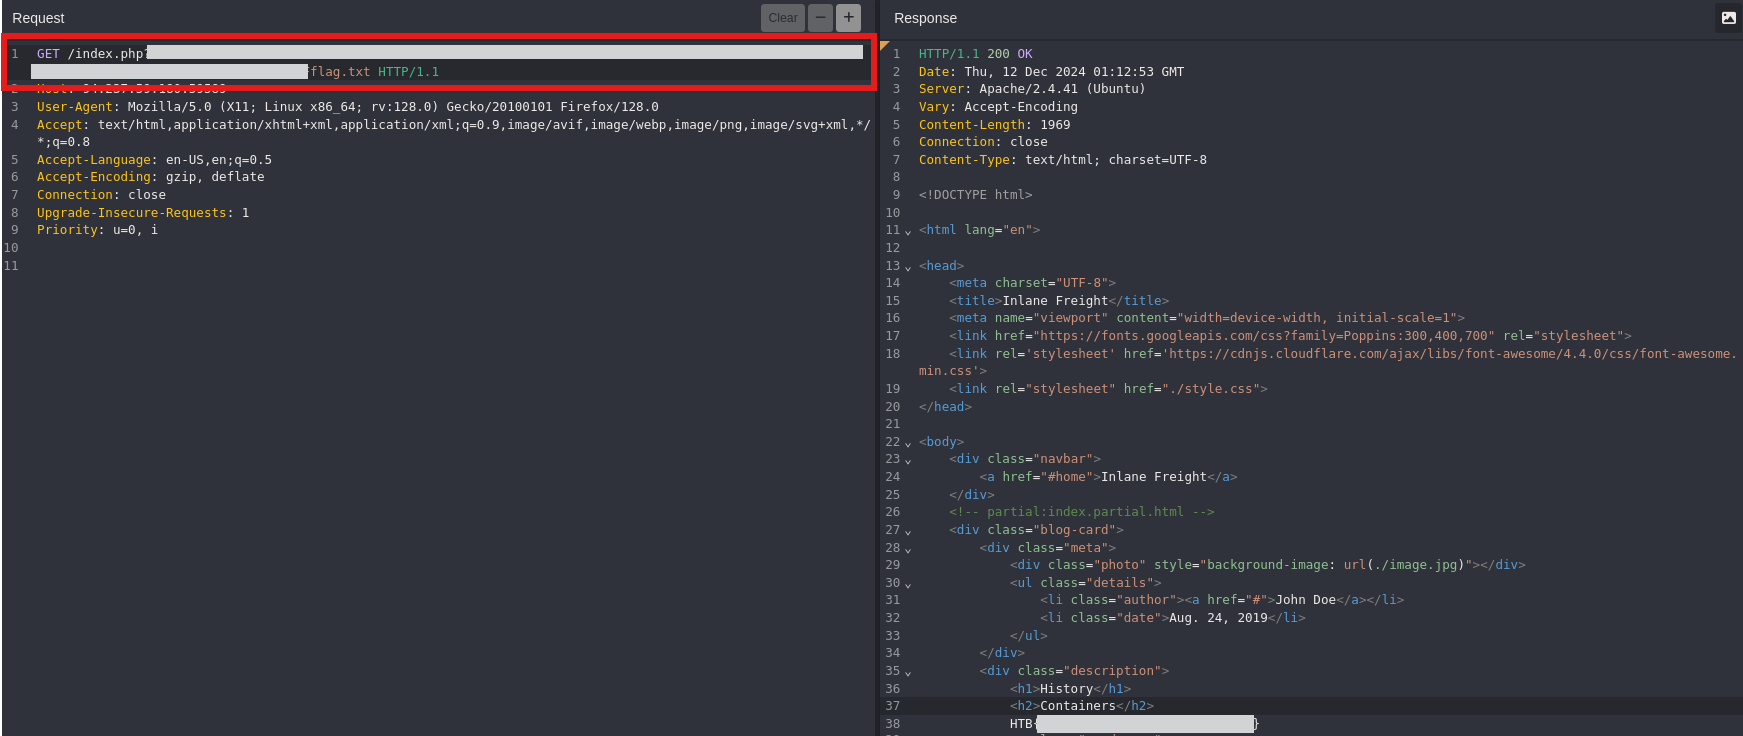 Request
Clear − +
1 GET /index.php?
flag.txt HTTP/1.1
2
3 User-Agent: Mozilla/5.0 (X11; Linux x86_64; rv:128.0) Gecko/20100101 Firefox/128.0
4 Accept: text/html,application/xhtml+xml,application/xml;q=0.9,image/avif,image/webp,image/png,image/svg+xml,*/
*;q=0.8
5 Accept-Language: en-US,en;q=0.5
6 Accept-Encoding: gzip, deflate
7 Connection: close
8 Upgrade-Insecure-Requests: 1
9 Priority: u=0, i
10
11
Response
1 HTTP/1.1 200 OK
2 Date: Thu, 12 Dec 2024 01:12:53 GMT
3 Server: Apache/2.4.41 (Ubuntu)
4 Vary: Accept-Encoding
5 Content-Length: 1969
6 Connection: close
7 Content-Type: text/html; charset=UTF-8
8
9 <!DOCTYPE html>
10
11 <html lang="en">
12
13 <head>
14 <meta charset="UTF-8">
15 <title>Inlane Freight</title>
16 <meta name="viewport" content="width=device-width, initial-scale=1">
17 <link href="https://fonts.googleapis.com/css?family=Poppins:300,400,700" rel="stylesheet">
18 <link rel='stylesheet' href='https://cdnjs.cloudflare.com/ajax/libs/font-awesome/4.4.0/css/font-awesome.
min.css'>
19 <link rel="stylesheet" href="./style.css">
20 </head>
21
22 <body>
23 <div class="navbar">
24 <a href="#home">Inlane Freight</a>
25 </div>
26 <!-- partial:index.partial.html -->
27 <div class="blog-card">
28 <div class="meta">
29 <div class="photo" style="background-image: url(./image.jpg)"></div>
30 <ul class="details">
31 <li class="author"><a href="#">John Doe</a></li>
32 <li class="date">Aug. 24, 2019</li>
33 </ul>
34 </div>
35 <div class="description">
36 <h1>History</h1>
37 <h2>Containers</h2>
38 HTB{ }